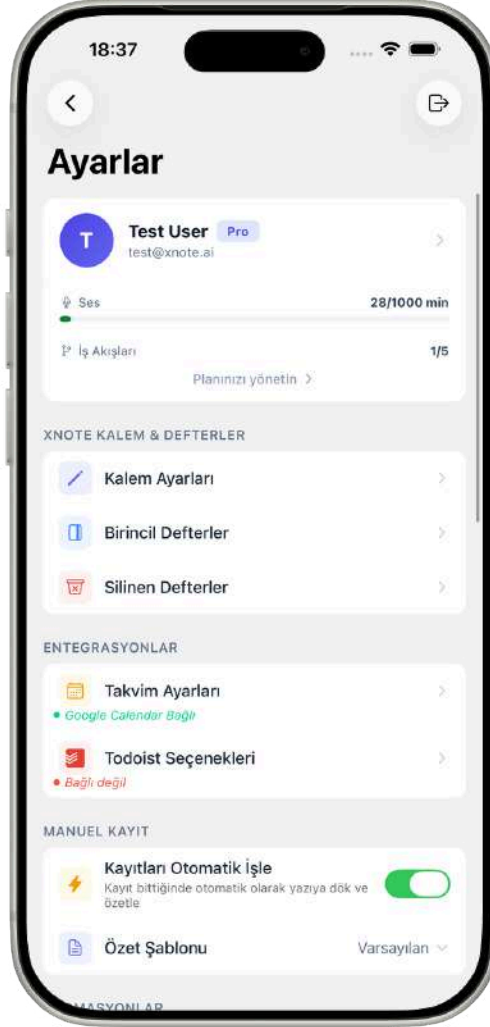 18:37
Ayarlar
T
Test User Pro
test@xnote.ai
Ses 28/1000 min
İş Akışları 1/5
Planınızı yönetin >
XNOTE KALEM & DEFTERLER
Kalem Ayarları
Birincil Defterler
Silinen Defterler
ENTEGRASYONLAR
Takvim Ayarları
• Google Calendar Bağlı
Todoist Seçenekleri
• Bağlı değil
MANUEL KAYIT
Kayıtları Otomatik İşle
Kayıt bittiğinde otomatik olarak yazıya dök ve
özetle
Özet Şablonu Varsayılan